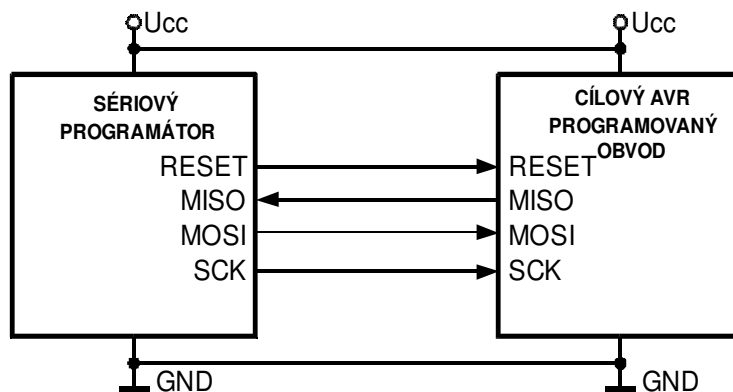 Ucc
Ucc
SÉRIOVÝ
PROGRAMÁTOR
CÍLOVÝ AVR
PROGRAMOVANÝ
OBVOD
RESET
RESET
MISO
MISO
MOSI
MOSI
SCK
SCK
GND
GND